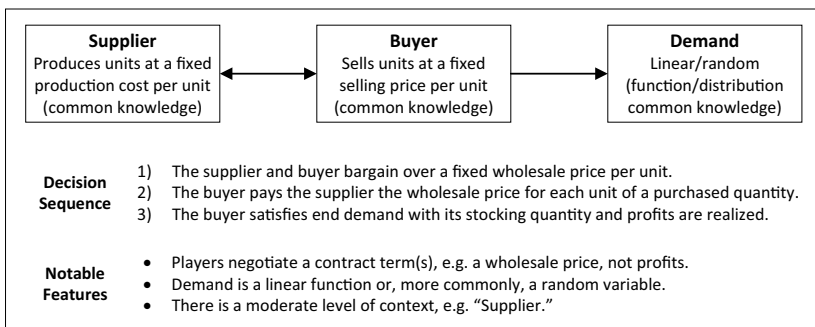 Supplier
Produces units at a fixed
production cost per unit
(common knowledge)
Buyer
Sells units at a fixed
selling price per unit
(common knowledge)
Demand
Linear/random
(function/distribution
common knowledge)
Decision
Sequence
1) The supplier and buyer bargain over a fixed wholesale price per unit.
2) The buyer pays the supplier the wholesale price for each unit of a purchased quantity.
3) The buyer satisfies end demand with its stocking quantity and profits are realized.
Notable
Features
• Players negotiate a contract term(s), e.g. a wholesale price, not profits.
• Demand is a linear function or, more commonly, a random variable.
• There is a moderate level of context, e.g. “Supplier.”